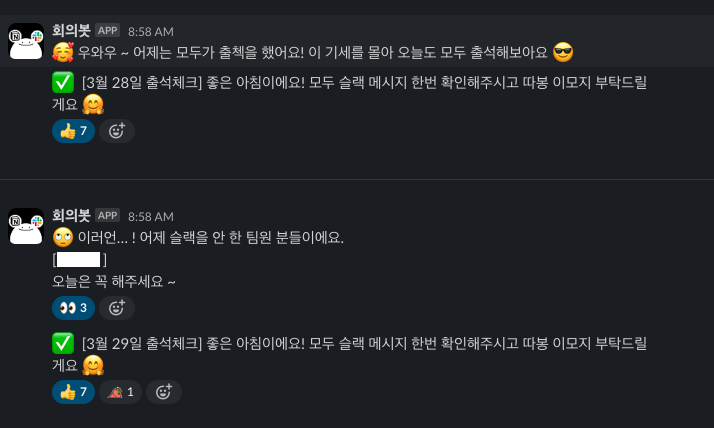 회의봇 APP 8:58 AM
🥰 우와우 ~ 어제는 모두가 출첵을 했어요! 이 기세를 몰아 오늘도 모두 출석해보아요 😎
✅ [3월 28일 출석체크] 좋은 아침이에요! 모두 슬랙 메시지 한번 확인해주시고 따봉 이모지 부탁드릴
게요 🤗
👍 7
회의봇 APP 8:58 AM
🙄 이러언... ! 어제 슬랙을 안 한 팀원 분들이에요.
[ ]
오늘은 꼭 해주세요 ~
👀 3
✅ [3월 29일 출석체크] 좋은 아침이에요! 모두 슬랙 메시지 한번 확인해주시고 따봉 이모지 부탁드릴
게요 🤗
👍 7 1